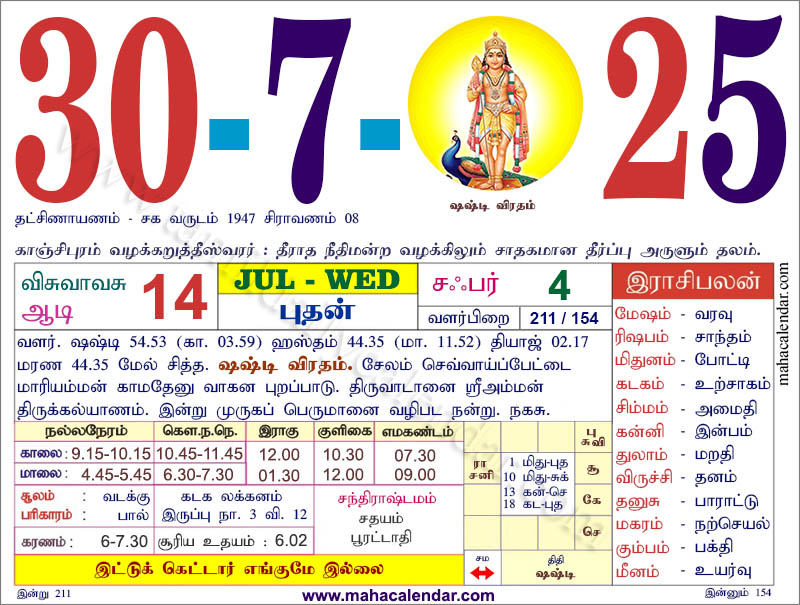 30-7-25
ஷஷ்டி விரதம்
தட்சிணாயணம் - சக வருடம் 1947 சிராவணம் 08
காஞ்சிபுரம் வழக்கறுத்தீஸ்வரர் : தீராத நீதிமன்ற வழக்கிலும் சாதகமான தீர்ப்பு அருளும் தலம்.
விசுவாவசு
ஆடி 14
JUL - WED
புதன்
சஃபர் 4
வளர்பிறை 211 / 154
வளர். ஷஷ்டி 54.53 (கா. 03.59) ஹஸ்தம் 44.35 (மா. 11.52) தியாஜ் 02.17
மரண 44.35 மேல் சித்த. ஷஷ்டி விரதம். சேலம் செவ்வாய்ப்பேட்டை
மாரியம்மன் காமதேனு வாகன புறப்பாடு. திருவாடானை ஸ்ரீஅம்மன்
திருக்கல்யாணம். இன்று முருகப் பெருமானை வழிபட நன்று. நகசு.
நல்லநேரம் கௌ.ந.நெ. இராகு குளிகை எமகண்டம்
காலை: 9.15-10.15 10.45-11.45 12.00 10.30 07.30
மாலை: 4.45-5.45 6.30-7.30 01.30 12.00 09.00
சூலம் : வடக்கு
பரிகாரம் : பால்
கடக லக்கனம்
இருப்பு நா. 3 வி. 12
சந்திராஷ்டமம்
சதயம்
பூரட்டாதி
கரணம் : 6-7.30 சூரிய உதயம் : 6.02
இட்டுக் கெட்டார் எங்குமே இல்லை
பு
சுவி
ரா
சனி
1 மிது-புத
10 மிது-சுக்
13 கன்-செ
18 கட-புத
சூ
கே
செ
சம
திதி
ஷஷ்டி
இராசிபலன்
மேஷம் - வரவு
ரிஷபம் - சாந்தம்
மிதுனம் - போட்டி
கடகம் - உற்சாகம்
சிம்மம் - அமைதி
கன்னி - இன்பம்
துலாம் - மறதி
விருச்சி - தனம்
தனுசு - பாராட்டு
மகரம் - நற்செயல்
கும்பம் - பக்தி
மீனம் - உயர்வு
mahacalendar.com
இன்று 211
www.mahacalendar.com
இன்னும் 154